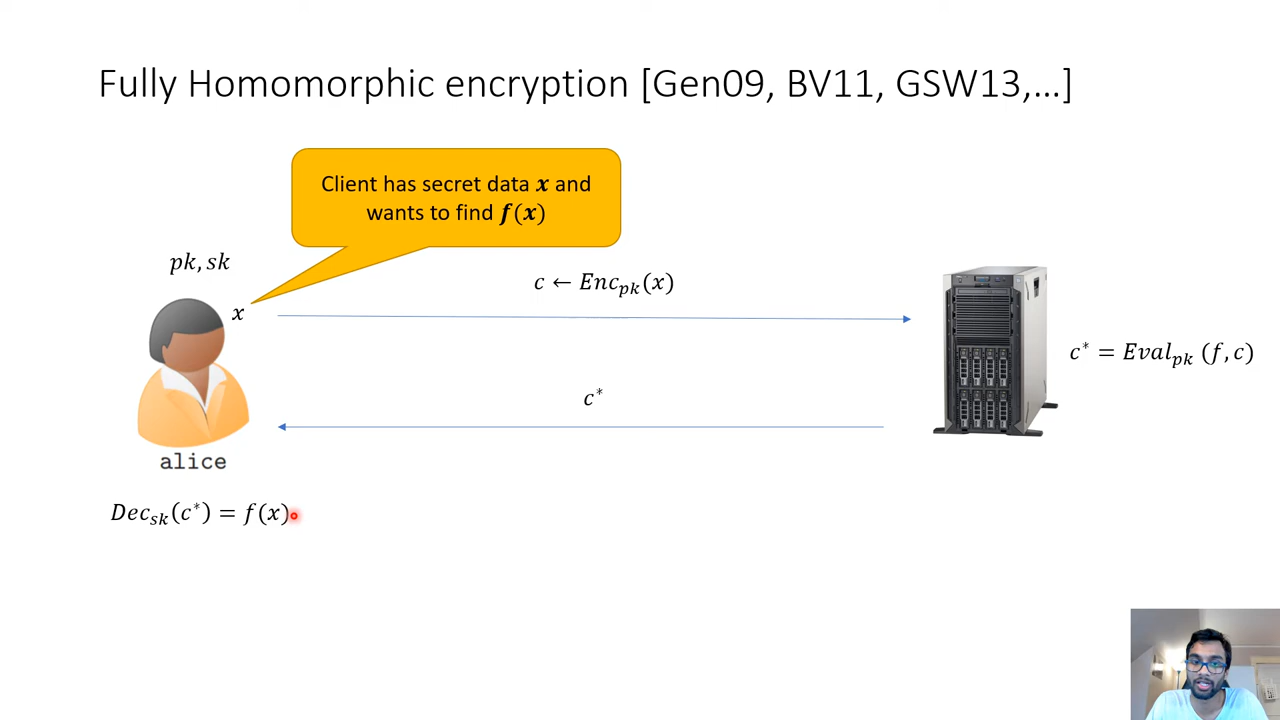 Fully Homomorphic encryption [Gen09, BV11, GSW13,...]
Client has secret data x and
wants to find f(x)
pk, sk
x
c ← Enc_pk(x)
c* = Eval_pk (f, c)
c*
alice
Dec_sk(c*) = f(x)